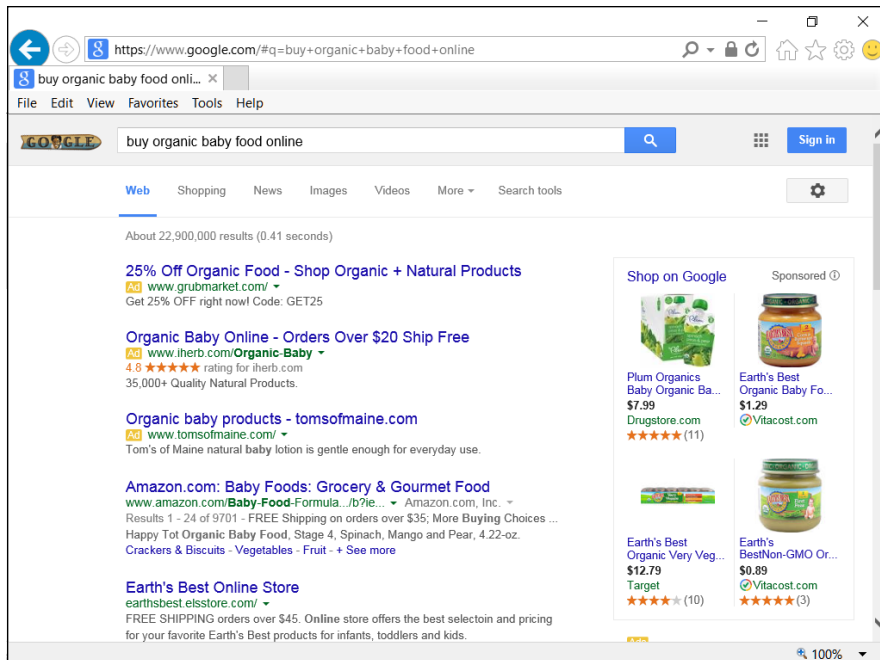 https://www.google.com/#q=buy+organic+baby+food+online
buy organic baby food onli...
File Edit View Favorites Tools Help
GOOGLE
buy organic baby food online
Sign in
Web Shopping News Images Videos More Search tools
About 22,900,000 results (0.41 seconds)
25% Off Organic Food - Shop Organic + Natural Products
Ad www.grubmarket.com/
Get 25% OFF right now! Code: GET25
Organic Baby Online - Orders Over $20 Ship Free
Ad www.iherb.com/Organic-Baby
4.8 ★★★★★ rating for iherb.com
35,000+ Quality Natural Products.
Organic baby products - tomsofmaine.com
Ad www.tomsofmaine.com/
Tom's of Maine natural baby lotion is gentle enough for everyday use.
Amazon.com: Baby Foods: Grocery & Gourmet Food
www.amazon.com/Baby-Food-Formula.../b?ie... Amazon.com, Inc.
Results 1 - 24 of 9701 - FREE Shipping on orders over $35; More Buying Choices ...
Happy Tot Organic Baby Food, Stage 4, Spinach, Mango and Pear, 4.22-oz.
Crackers & Biscuits - Vegetables - Fruit - + See more
Earth's Best Online Store
earthsbest.elsstore.com/
FREE SHIPPING orders over $45. Online store offers the best selectoin and pricing
for your favorite Earth's Best products for infants, toddlers and kids.
Shop on Google Sponsored
Plum Organics
Baby Organic Ba...
$7.99
Drugstore.com
★★★★★ (11)
Earth's Best
Organic Baby Fo...
$1.29
Vitacost.com
Earth's Best
Organic Very Veg...
$12.79
Target
★★★★★ (10)
Earth's
BestNon-GMO Or...
$0.89
Vitacost.com
★★★★★ (3)
100%